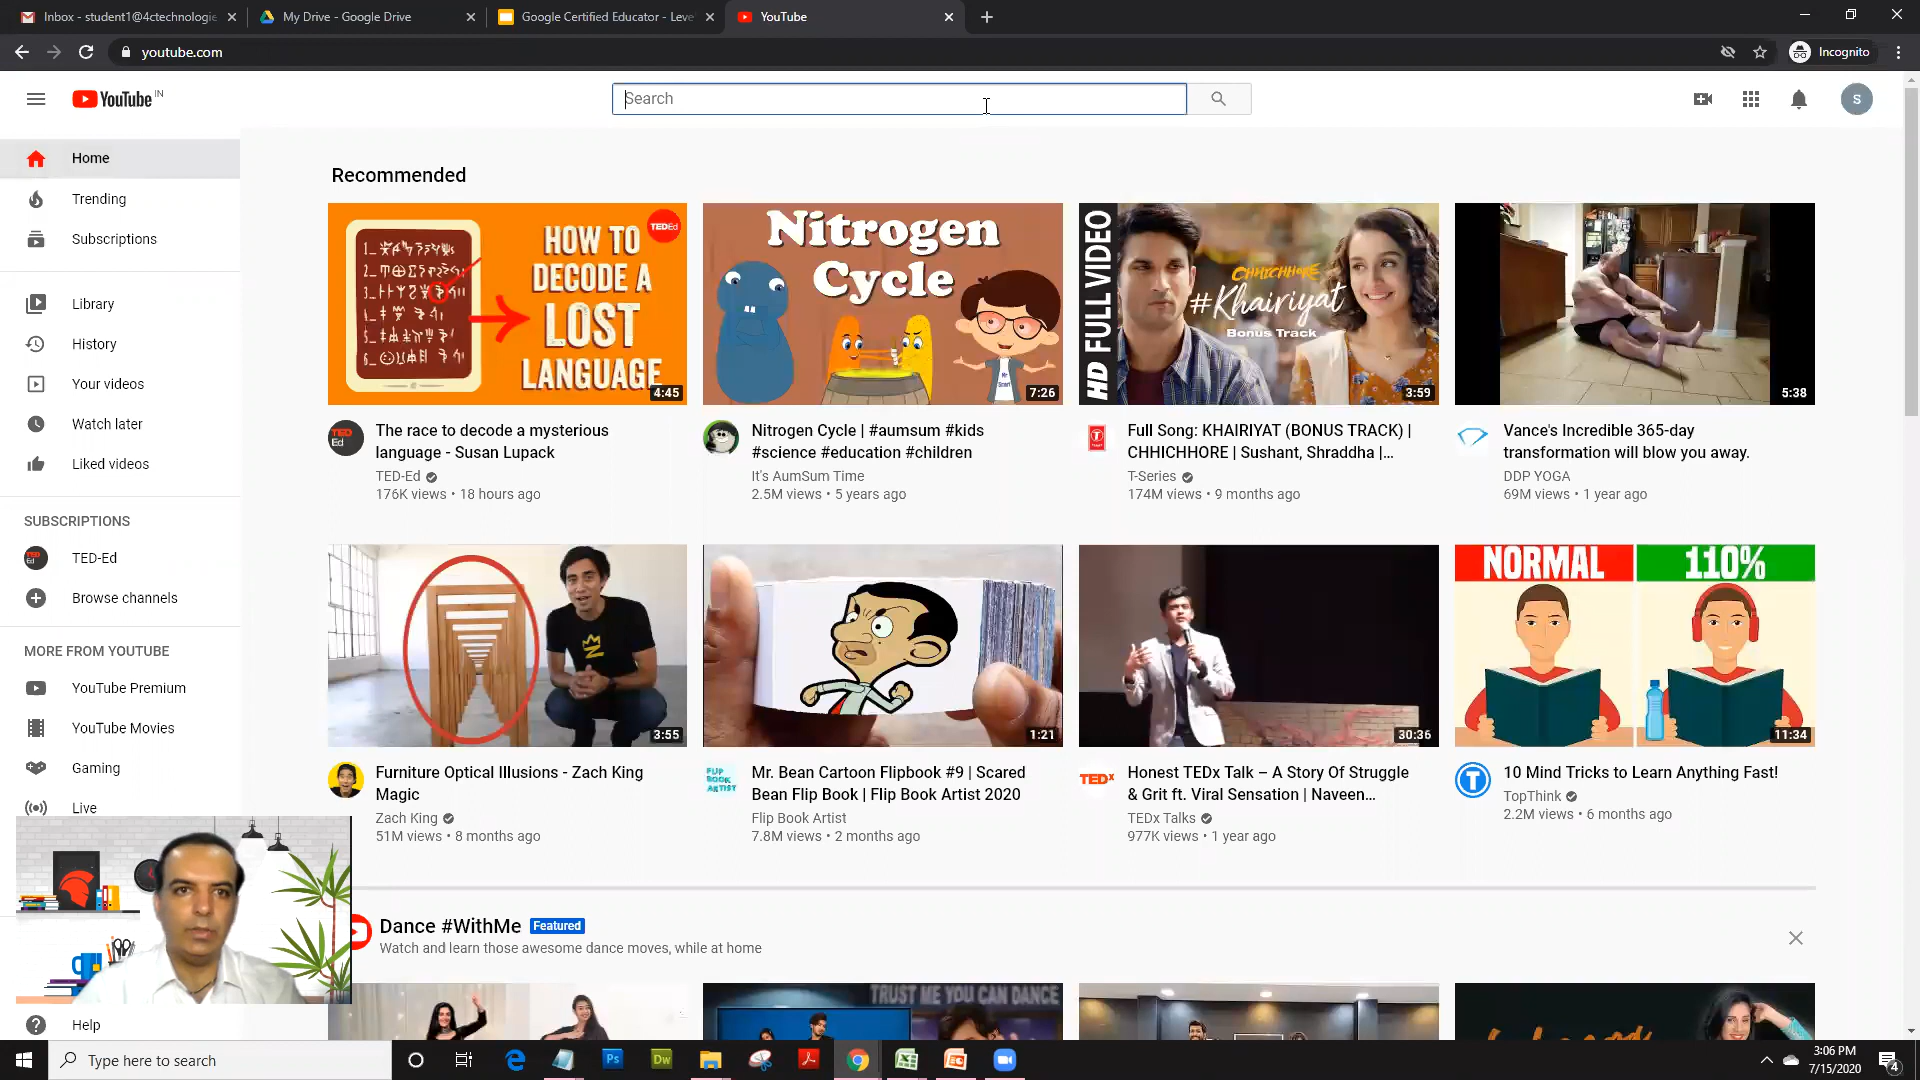 Inbox - student1@4ctechnologie
My Drive - Google Drive
Google Certified Educator - Leve
YouTube
youtube.com
Incognito
YouTube IN
Search
S
Home
Trending
Subscriptions
Library
History
Your videos
Watch later
Liked videos
SUBSCRIPTIONS
TED-Ed
Browse channels
MORE FROM YOUTUBE
YouTube Premium
YouTube Movies
Gaming
Live
Help
Recommended
HOW TO
DECODE A
LOST
LANGUAGE
TEDEd
4:45
The race to decode a mysterious
language - Susan Lupack
TED-Ed
176K views • 18 hours ago
Nitrogen
Cycle
7:26
Nitrogen Cycle | #aumsum #kids
#science #education #children
It's AumSum Time
2.5M views • 5 years ago
HD FULL VIDEO
CHHICHHORE
#Khairiyat
Bonus Track
3:59
Full Song: KHAIRIYAT (BONUS TRACK) |
CHHICHHORE | Sushant, Shraddha |...
T-Series
174M views • 9 months ago
5:38
Vance's Incredible 365-day
transformation will blow you away.
DDP YOGA
69M views • 1 year ago
3:55
Furniture Optical Illusions - Zach King
Magic
Zach King
51M views • 8 months ago
1:21
FLIP
BOOK
ARTIST
Mr. Bean Cartoon Flipbook #9 | Scared
Bean Flip Book | Flip Book Artist 2020
Flip Book Artist
7.8M views • 2 months ago
30:36
TEDx
Honest TEDx Talk – A Story Of Struggle
& Grit ft. Viral Sensation | Naveen...
TEDx Talks
977K views • 1 year ago
NORMAL
110%
11:34
10 Mind Tricks to Learn Anything Fast!
TopThink
2.2M views • 6 months ago
Dance #WithMe Featured
Watch and learn those awesome dance moves, while at home
TRUST ME YOU CAN DANCE
Type here to search
Ps
Dw
3:06 PM
7/15/2020
4